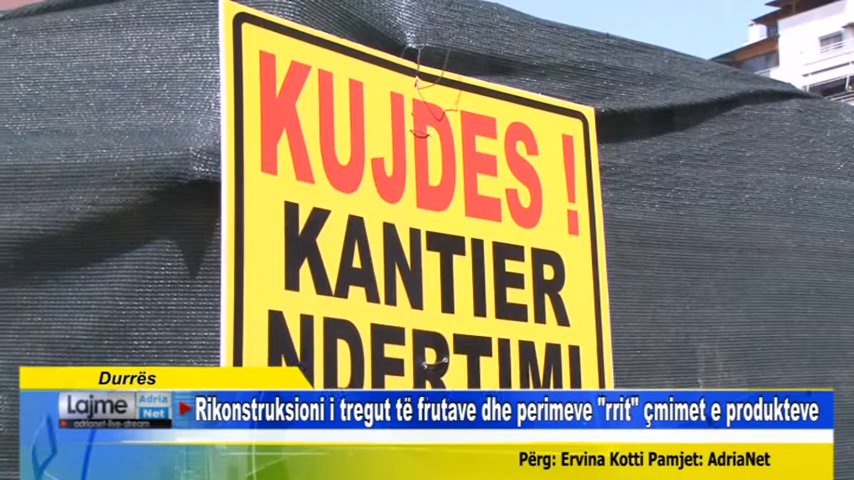 KUJDES !
KANTIER
NDERTIMI
Durrës
Lajme Adria Net
adrianet-live-stream
Rikonstruksioni i tregut të frutave dhe perimeve "rrit" çmimet e produkteve
Përg: Ervina Kotti Pamjet: AdriaNet